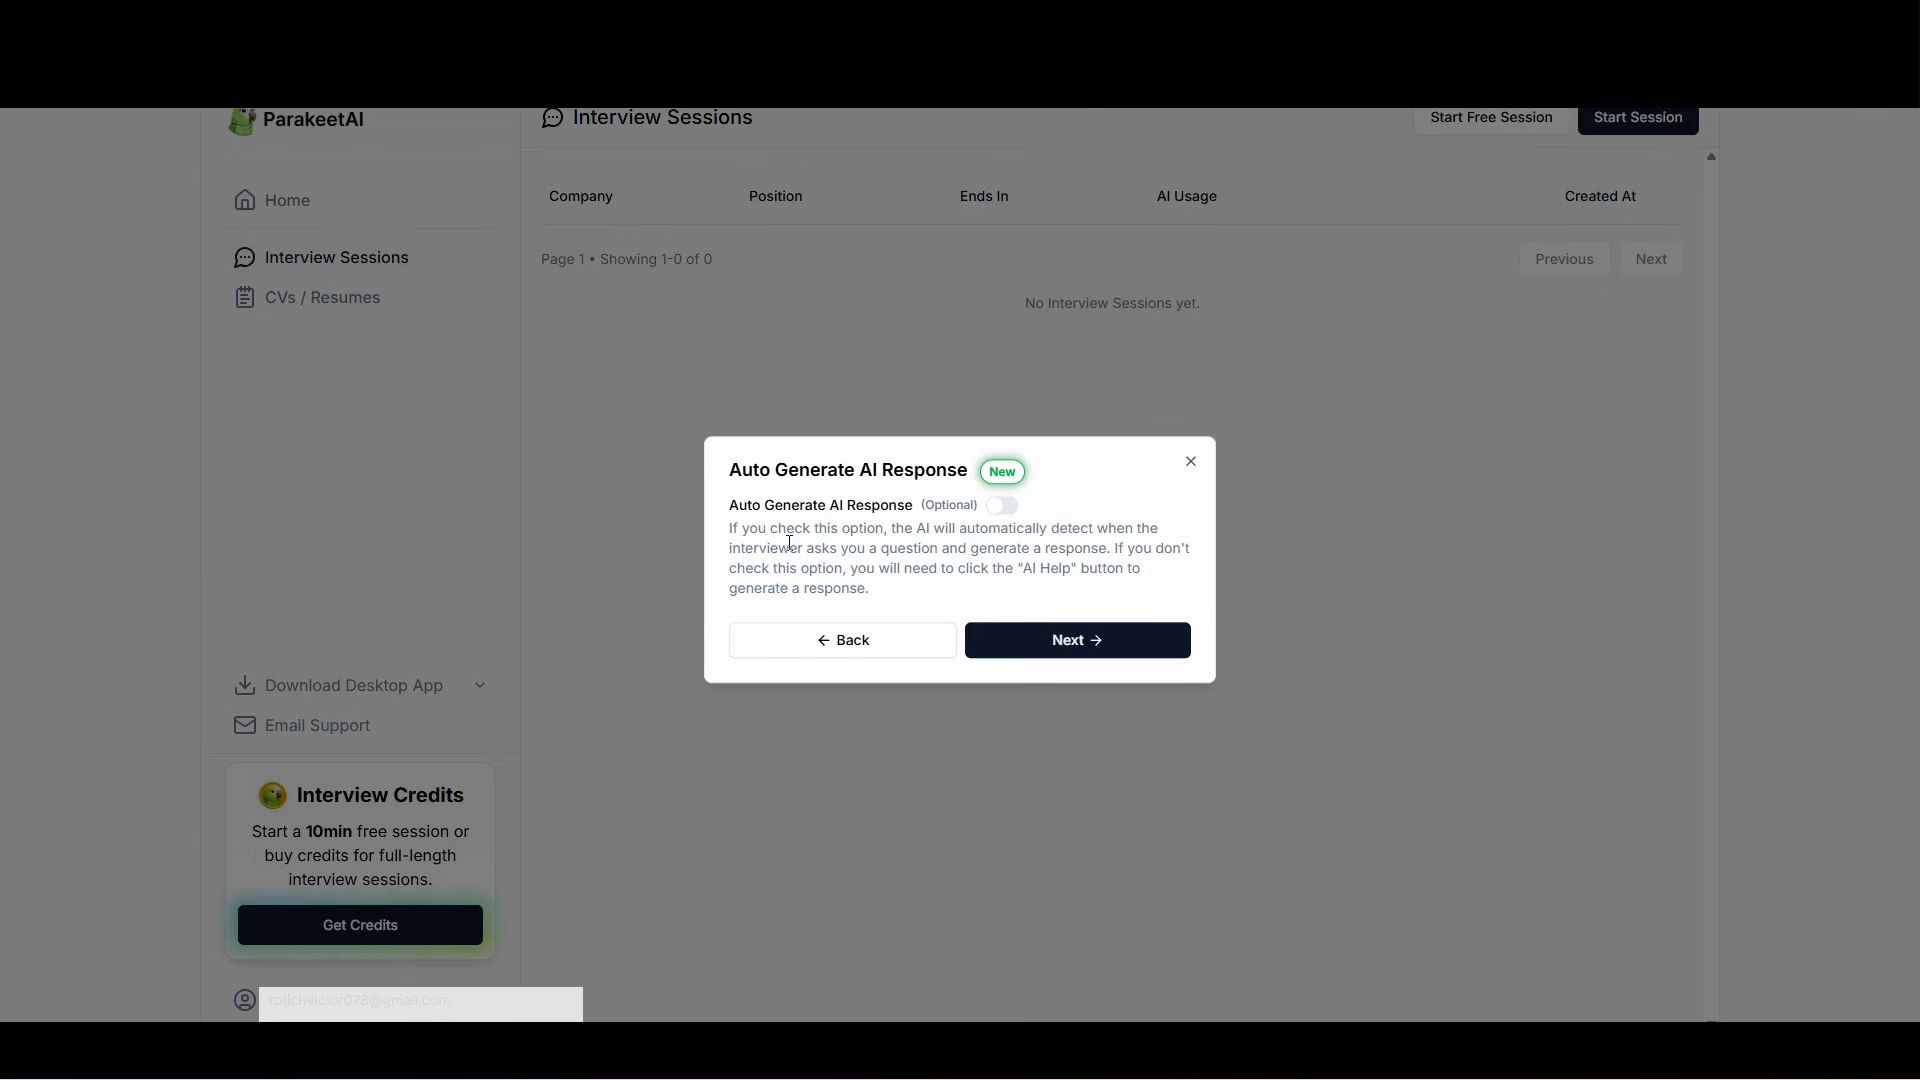 ParakeetAI
Interview Sessions
Start Free Session
Start Session
Home
Interview Sessions
CVs / Resumes
Company
Position
Ends In
AI Usage
Created At
Page 1 • Showing 1-0 of 0
Previous
Next
No Interview Sessions yet.
Auto Generate AI Response New
Auto Generate AI Response (Optional)
If you check this option, the AI will automatically detect when the
interviewer asks you a question and generate a response. If you don't
check this option, you will need to click the "AI Help" button to
generate a response.
Back
Next
Download Desktop App
Email Support
Interview Credits
Start a 10min free session or
buy credits for full-length
interview sessions.
Get Credits